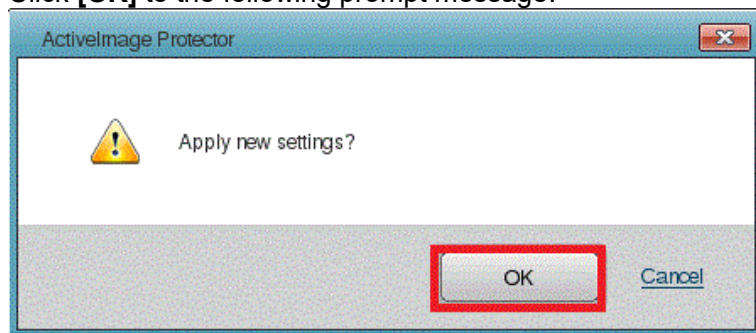 Click [OK] to the following prompt message.
ActiveImage Protector
Apply new settings?
OK
Cancel